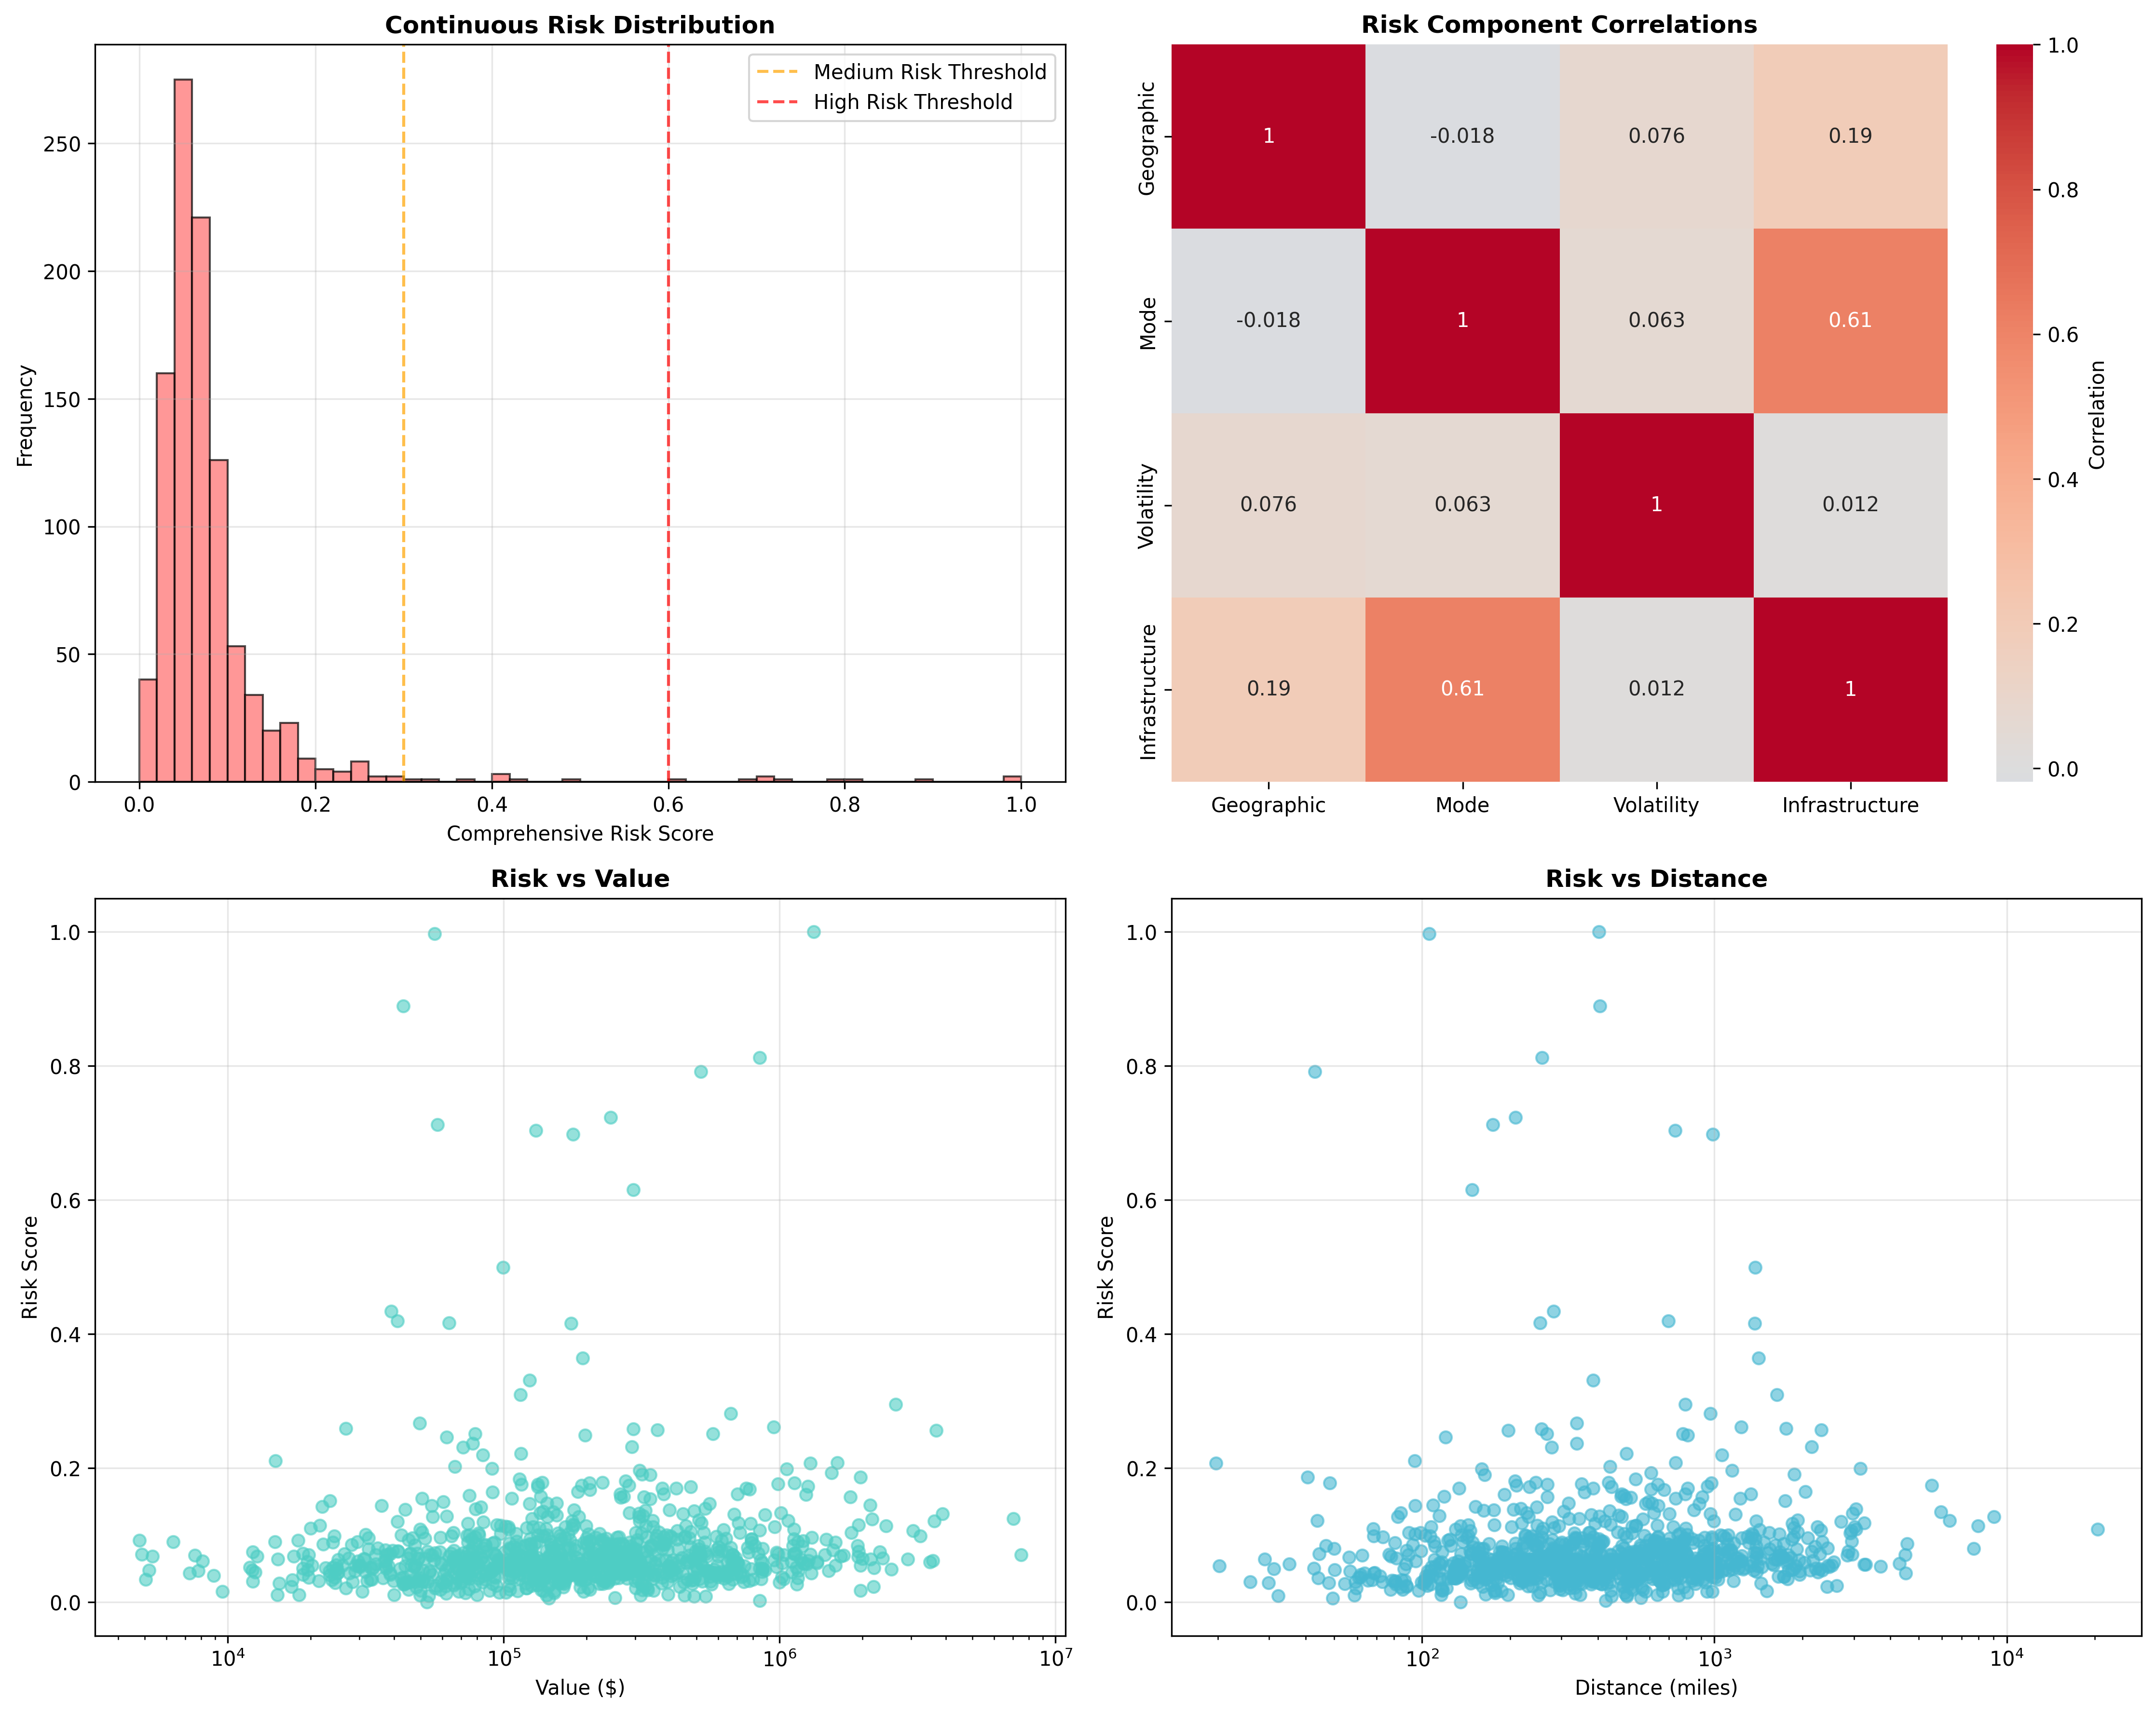 Continuous Risk Distribution
Medium Risk Threshold
High Risk Threshold
250
200
150
100
50
0
Frequency
0.0 0.2 0.4 0.6 0.8 1.0
Comprehensive Risk Score
Risk Component Correlations
Geographic
Mode
Volatility
Infrastructure
1 -0.018 0.076 0.19
-0.018 1 0.063 0.61
0.076 0.063 1 0.012
0.19 0.61 0.012 1
Geographic Mode Volatility Infrastructure
1.0
0.8
0.6
0.4
0.2
0.0
Correlation
Risk vs Value
1.0
0.8
0.6
0.4
0.2
0.0
Risk Score
10⁴ 10⁵ 10⁶ 10⁷
Value ($)
Risk vs Distance
1.0
0.8
0.6
0.4
0.2
0.0
Risk Score
10² 10³ 10⁴
Distance (miles)